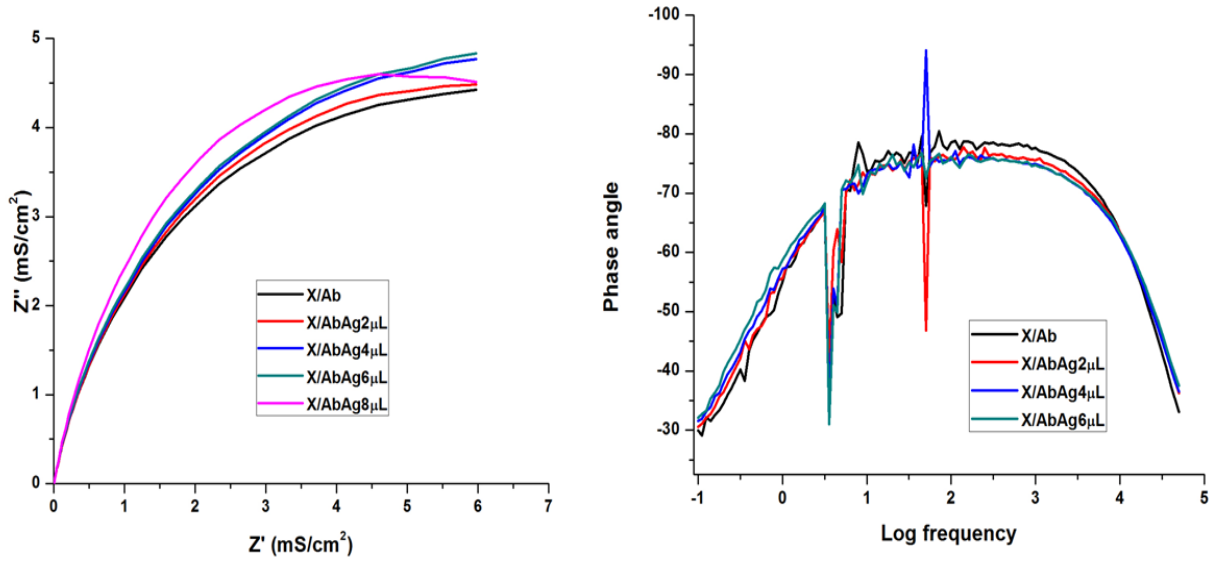 5
4
3
2
1
0
Z'' (mS/cm²)
0 1 2 3 4 5 6 7
Z' (mS/cm²)
X/Ab
X/AbAg2μL
X/AbAg4μL
X/AbAg6μL
X/AbAg8μL
-100
-90
-80
-70
-60
-50
-40
-30
Phase angle
-1 0 1 2 3 4 5
Log frequency
X/Ab
X/AbAg2μL
X/AbAg4μL
X/AbAg6μL